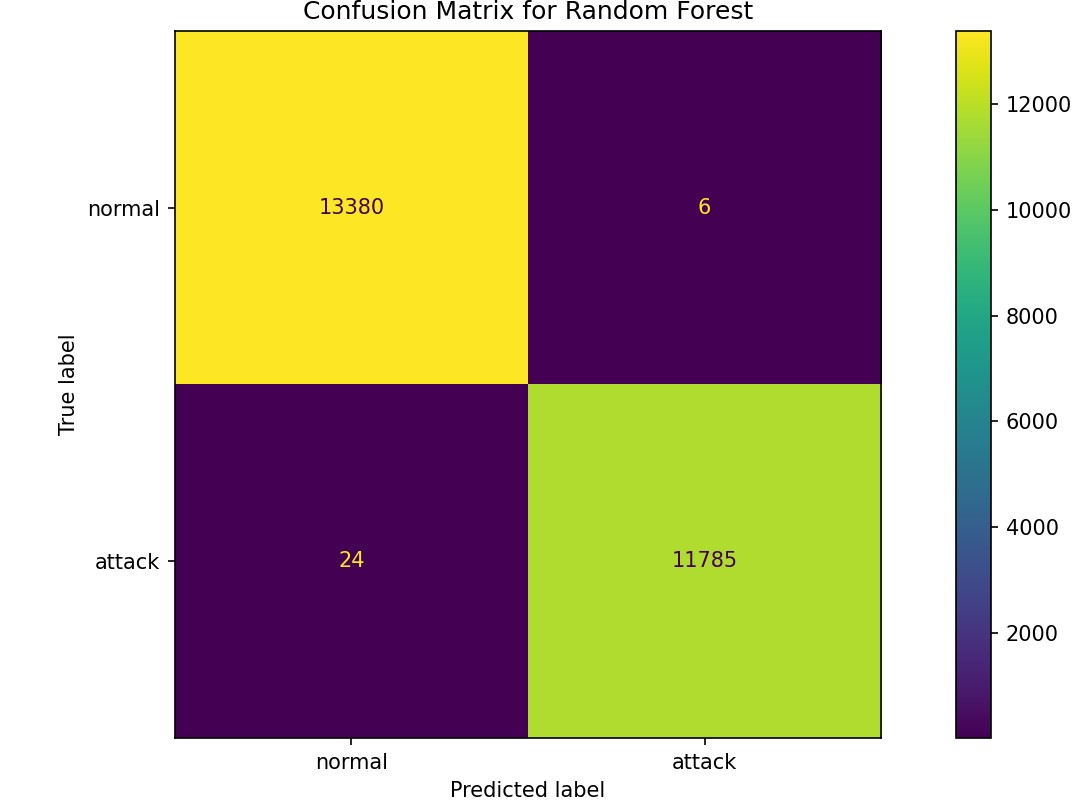 Confusion Matrix for Random Forest
normal
13380
6
attack
24
11785
True label
normal
attack
Predicted label
12000
10000
8000
6000
4000
2000